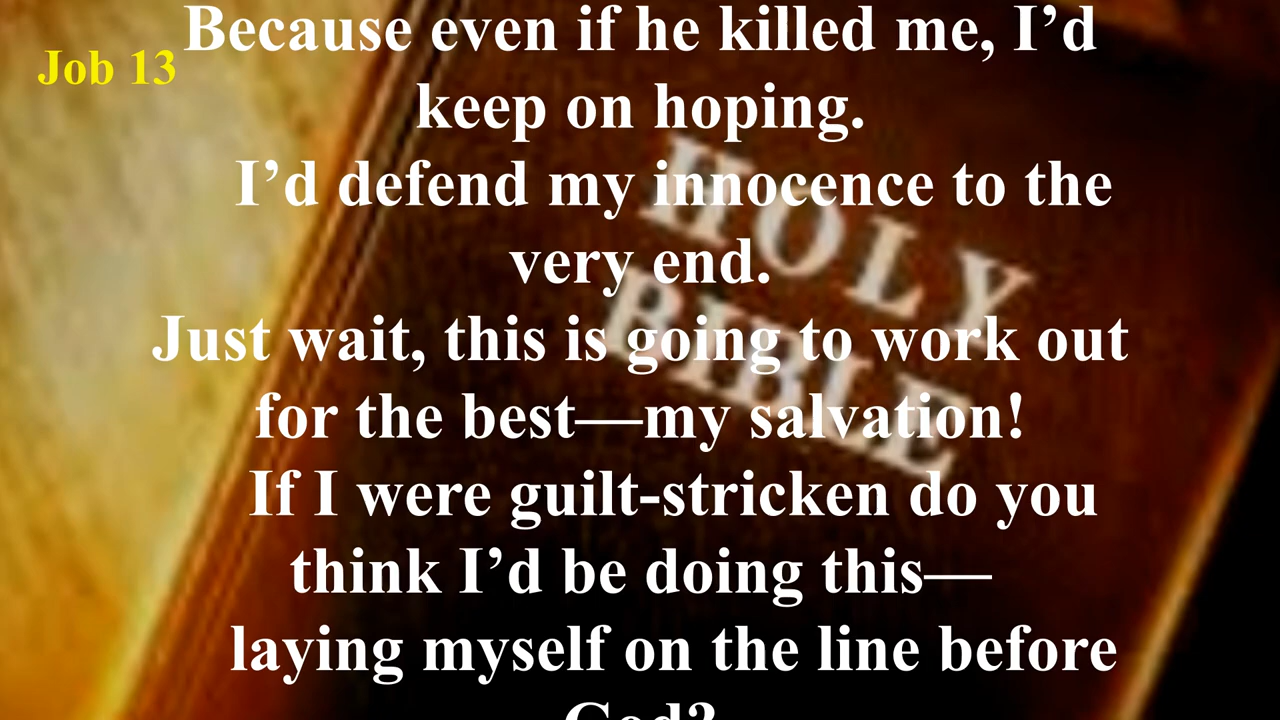 Job 13
Because even if he killed me, I’d
keep on hoping.
I’d defend my innocence to the
very end.
Just wait, this is going to work out
for the best—my salvation!
If I were guilt-stricken do you
think I’d be doing this—
laying myself on the line before
God?
HOLY
BIBLE